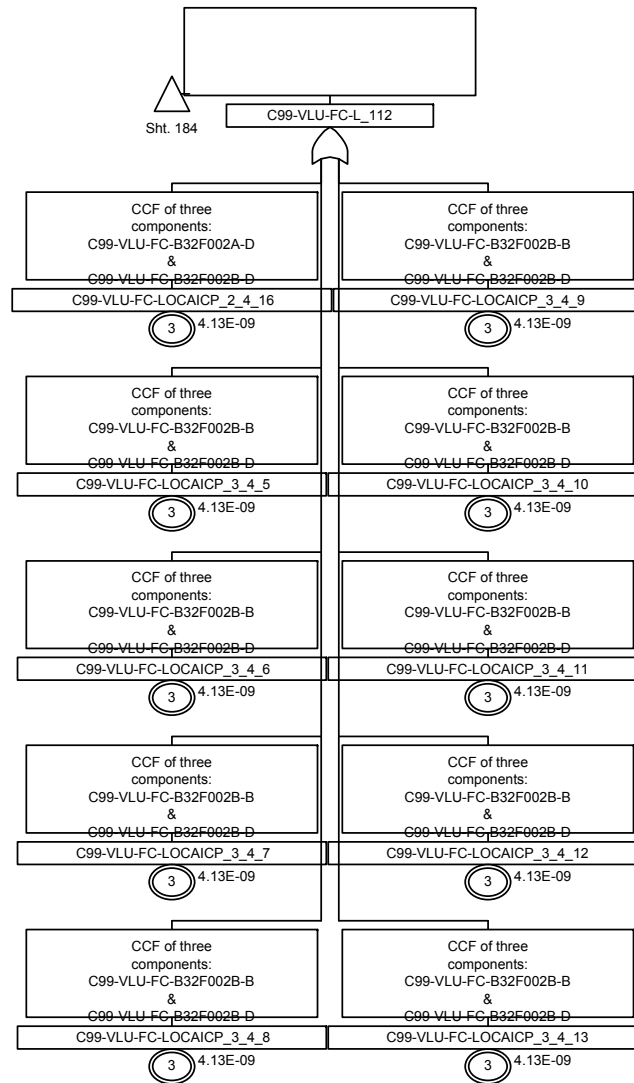 C99-VLU-FC-L_112
Sht. 184
CCF of three
components:
C99-VLU-FC-B32F002A-D
&
C99-VLU-FC-B32F002B-D
C99-VLU-FC-LOCAICP_2_4_16
3
4.13E-09
CCF of three
components:
C99-VLU-FC-B32F002B-B
&
C99-VLU-FC-B32F002B-D
C99-VLU-FC-LOCAICP_3_4_9
3
4.13E-09
CCF of three
components:
C99-VLU-FC-B32F002B-B
&
C99-VLU-FC-B32F002B-D
C99-VLU-FC-LOCAICP_3_4_5
3
4.13E-09
CCF of three
components:
C99-VLU-FC-B32F002B-B
&
C99-VLU-FC-B32F002B-D
C99-VLU-FC-LOCAICP_3_4_10
3
4.13E-09
CCF of three
components:
C99-VLU-FC-B32F002B-B
&
C99-VLU-FC-B32F002B-D
C99-VLU-FC-LOCAICP_3_4_6
3
4.13E-09
CCF of three
components:
C99-VLU-FC-B32F002B-B
&
C99-VLU-FC-B32F002B-D
C99-VLU-FC-LOCAICP_3_4_11
3
4.13E-09
CCF of three
components:
C99-VLU-FC-B32F002B-B
&
C99-VLU-FC-B32F002B-D
C99-VLU-FC-LOCAICP_3_4_7
3
4.13E-09
CCF of three
components:
C99-VLU-FC-B32F002B-B
&
C99-VLU-FC-B32F002B-D
C99-VLU-FC-LOCAICP_3_4_12
3
4.13E-09
CCF of three
components:
C99-VLU-FC-B32F002B-B
&
C99-VLU-FC-B32F002B-D
C99-VLU-FC-LOCAICP_3_4_8
3
4.13E-09
CCF of three
components:
C99-VLU-FC-B32F002B-B
&
C99-VLU-FC-B32F002B-D
C99-VLU-FC-LOCAICP_3_4_13
3
4.13E-09